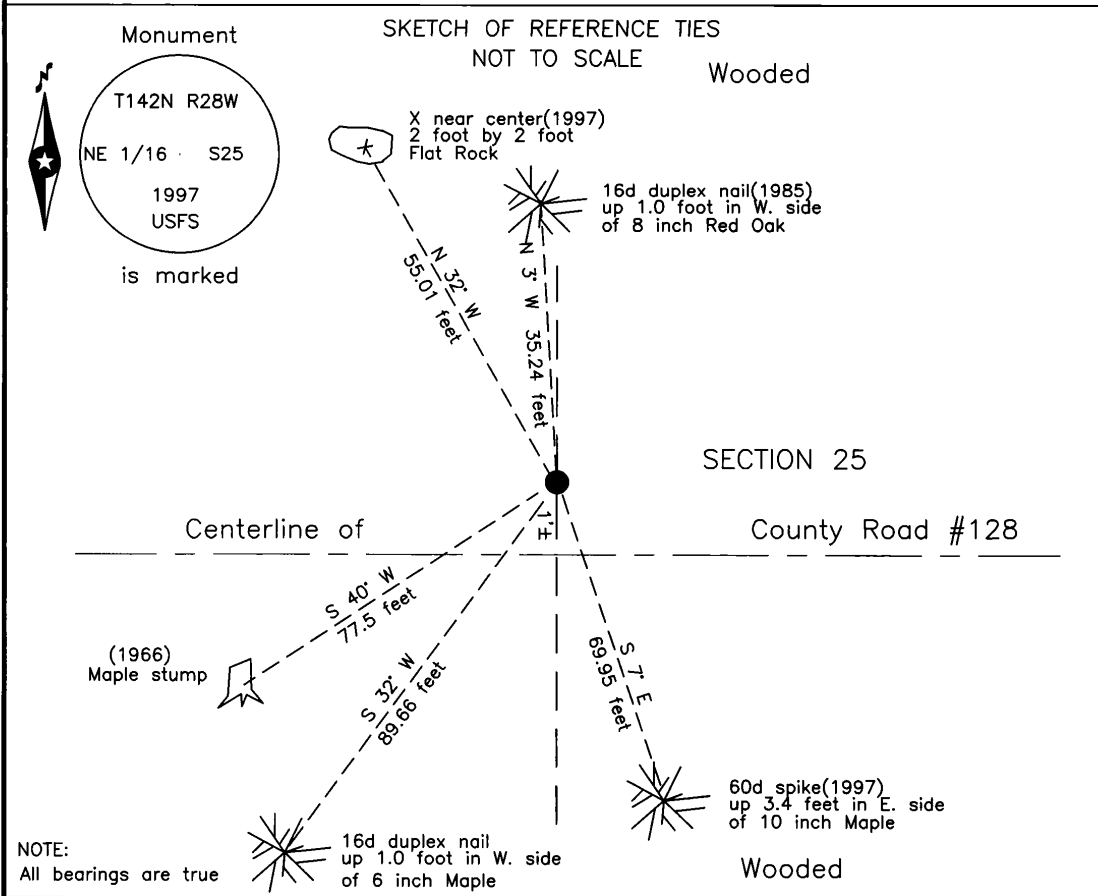 SKETCH OF REFERENCE TIES
NOT TO SCALE
Monument
T142N R28W
NE 1/16 S25
1997
USFS
is marked
N
Wooded
X near center(1997)
2 foot by 2 foot
Flat Rock
16d duplex nail(1985)
up 1.0 foot in W. side
of 8 inch Red Oak
N 32° W
55.01 feet
N 3° W 35.24 feet
SECTION 25
Centerline of County Road #128
1'±
S 40° W
77.5 feet
(1966)
Maple stump
S 32° W
89.66 feet
S 7° E
69.95 feet
60d spike(1997)
up 3.4 feet in E. side
of 10 inch Maple
16d duplex nail
up 1.0 foot in W. side
of 6 inch Maple
Wooded
NOTE:
All bearings are true